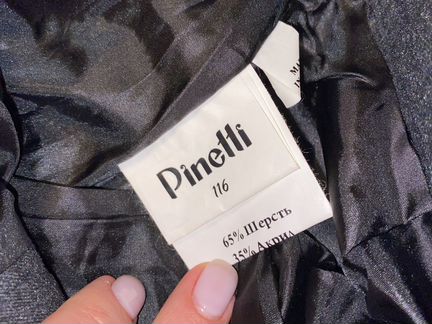 Pinetti
116
65% Шерсть
35% Акрил